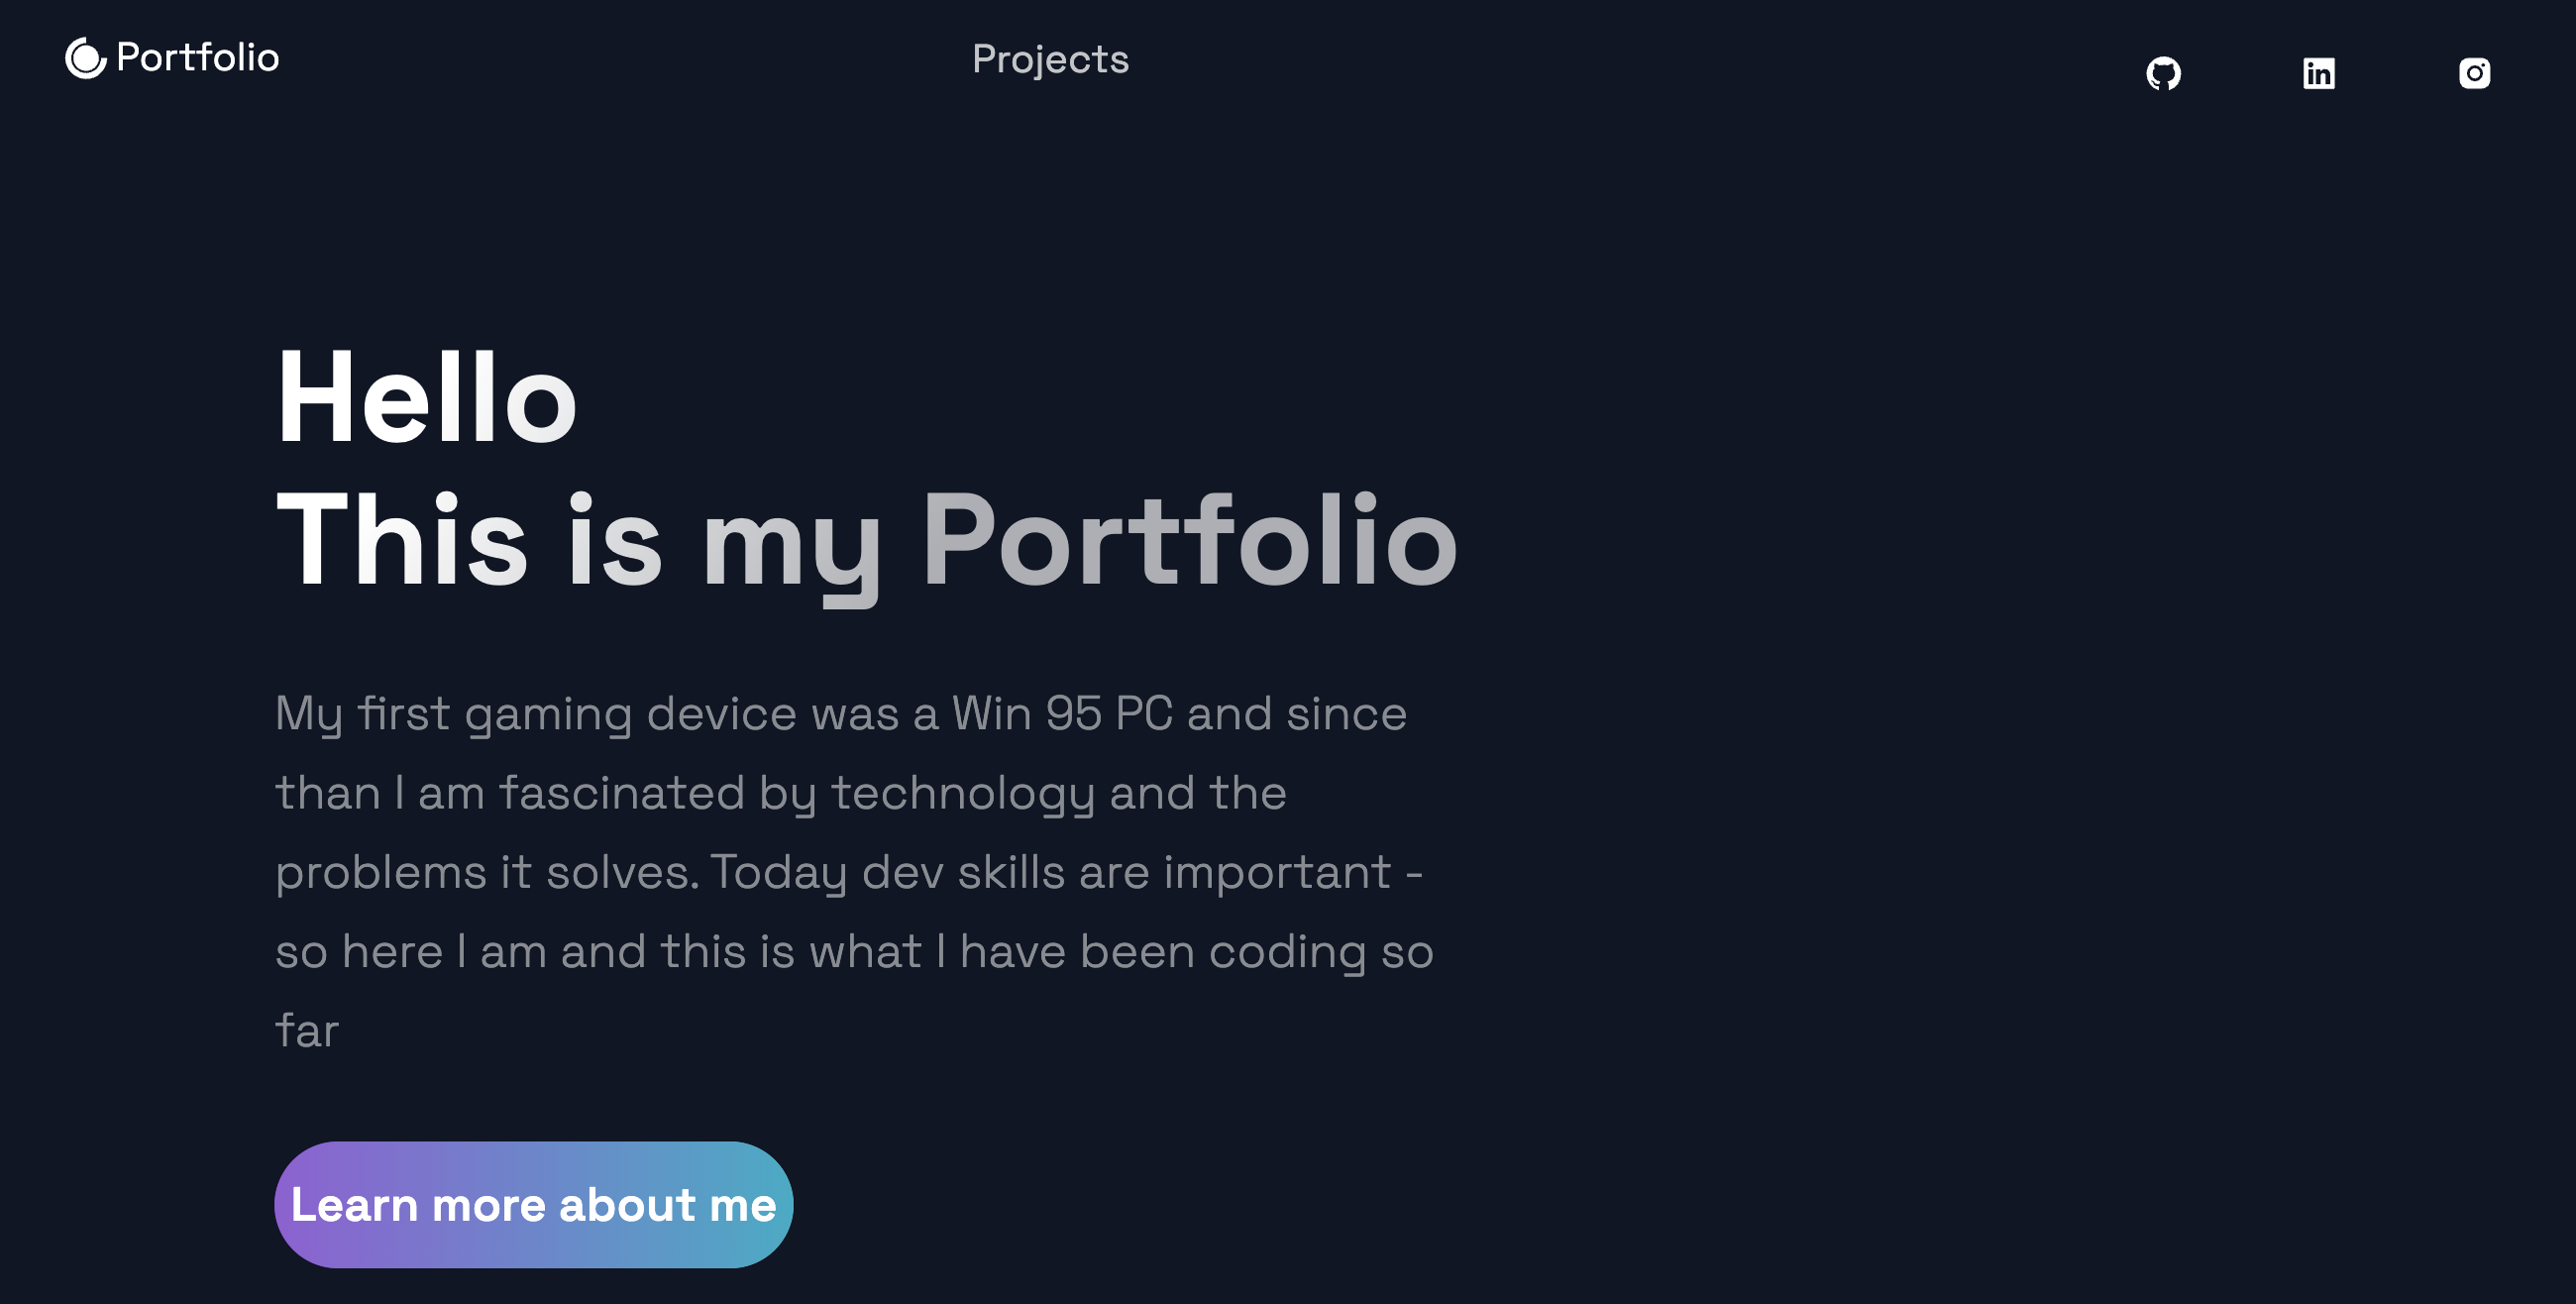 Portfolio
Projects
Hello
This is my Portfolio
My first gaming device was a Win 95 PC and since
than I am fascinated by technology and the
problems it solves. Today dev skills are important -
so here I am and this is what I have been coding so
far
Learn more about me